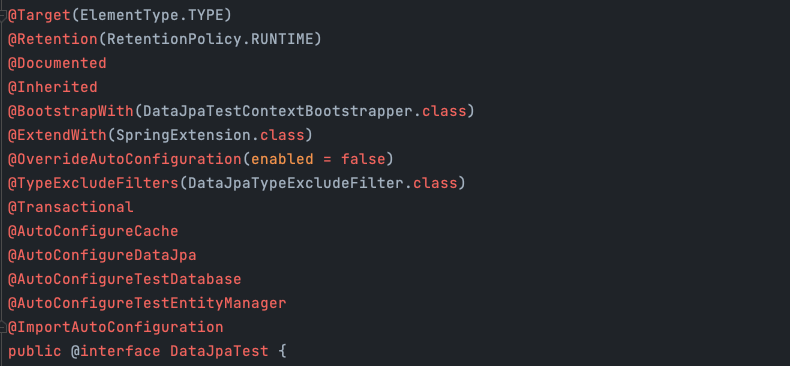 @Target(ElementType.TYPE)
@Retention(RetentionPolicy.RUNTIME)
@Documented
@Inherited
@BootstrapWith(DataJpaTestContextBootstrapper.class)
@ExtendWith(SpringExtension.class)
@OverrideAutoConfiguration(enabled = false)
@TypeExcludeFilters(DataJpaTypeExcludeFilter.class)
@Transactional
@AutoConfigureCache
@AutoConfigureDataJpa
@AutoConfigureTestDatabase
@AutoConfigureTestEntityManager
@ImportAutoConfiguration
public @interface DataJpaTest {